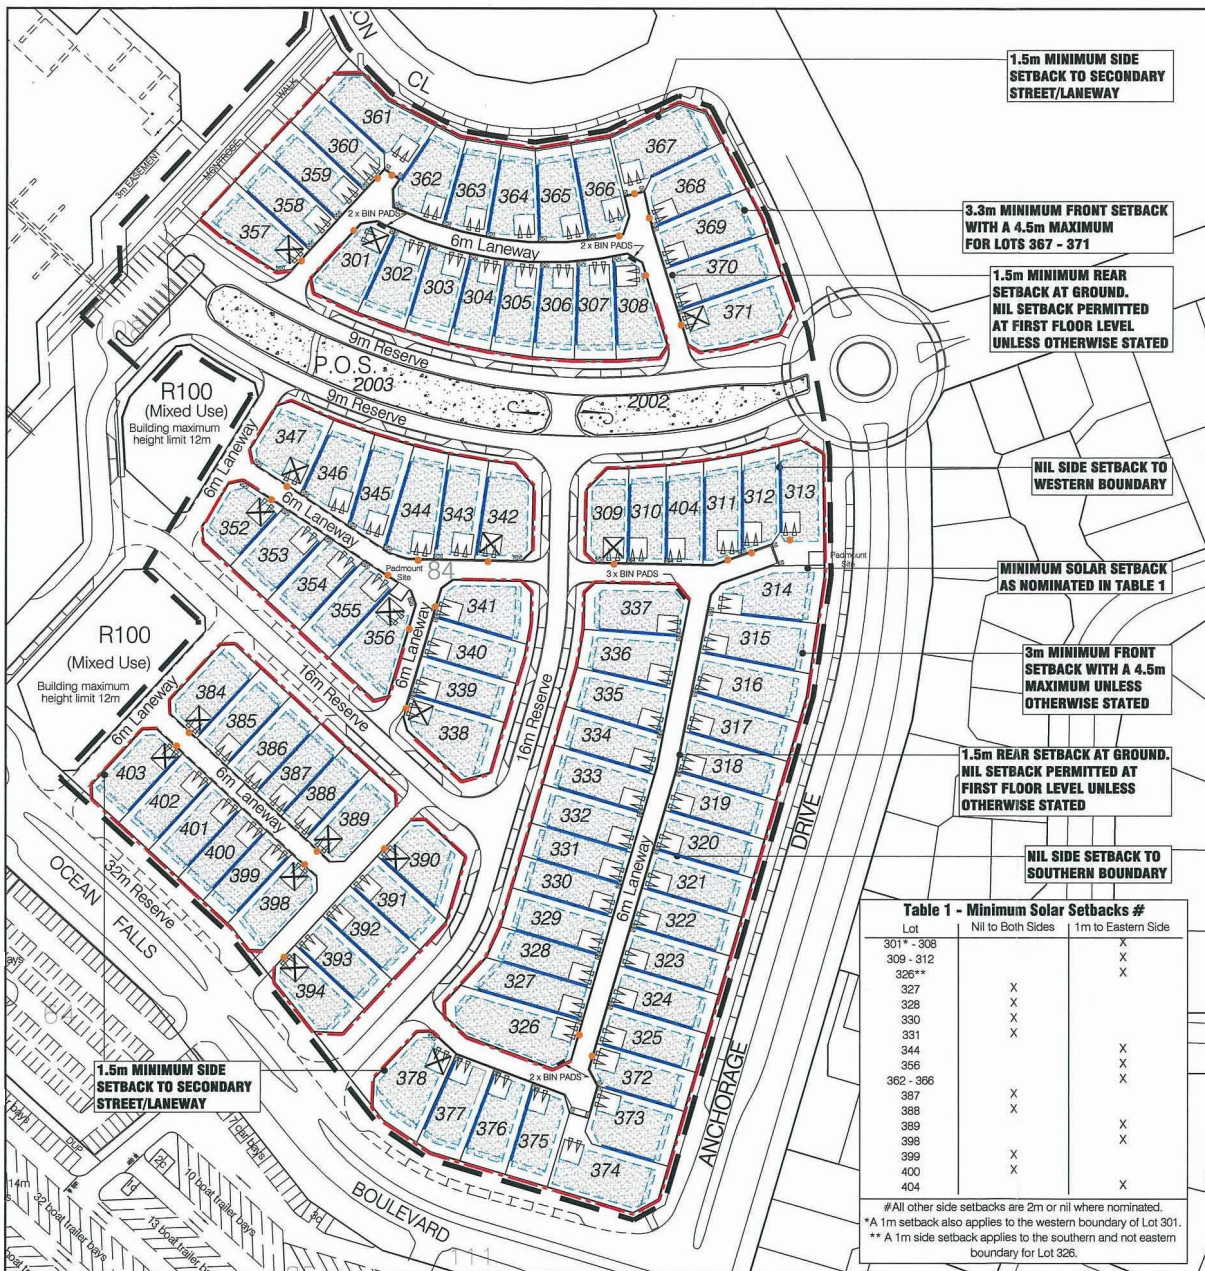 CL
WALK
MONTROSE
3m EASEMENT
1.5m MINIMUM SIDE
SETBACK TO SECONDARY
STREET/LANEWAY
3.3m MINIMUM FRONT SETBACK
WITH A 4.5m MAXIMUM
FOR LOTS 367 - 371
1.5m MINIMUM REAR
SETBACK AT GROUND.
NIL SETBACK PERMITTED
AT FIRST FLOOR LEVEL
UNLESS OTHERWISE STATED
361
360
359
358
357
362
363
364
365
366
367
368
369
370
371
2 x BIN PADS
6m Laneway
2 x BIN PADS
301
302
303
304
305
306
307
308
9m Reserve
P.O.S.
2003
9m Reserve
2002
R100
(Mixed Use)
Building maximum
height limit 12m
6m Laneway
347
346
345
344
343
342
6m Laneway
352
353
354
355
356
Padmount
Site
84
309
310
404
311
312
313
3 x BIN PADS
Padmount
Site
NIL SIDE SETBACK TO
WESTERN BOUNDARY
MINIMUM SOLAR SETBACK
AS NOMINATED IN TABLE 1
3m MINIMUM FRONT
SETBACK WITH A 4.5m
MAXIMUM UNLESS
OTHERWISE STATED
1.5m REAR SETBACK AT GROUND.
NIL SETBACK PERMITTED AT
FIRST FLOOR LEVEL UNLESS
OTHERWISE STATED
NIL SIDE SETBACK TO
SOUTHERN BOUNDARY
341
340
339
338
6m Laneway
16m Reserve
16m Reserve
337
336
335
334
333
332
331
330
329
328
327
326
314
315
316
317
318
319
320
321
322
323
324
325
372
373
374
6m Laneway
R100
(Mixed Use)
Building maximum
height limit 12m
6m Laneway
384
385
386
387
388
389
6m Laneway
403
402
401
400
399
398
390
391
392
393
394
32m Reserve
OCEAN
FALLS
BOULEVARD
378
377
376
375
2 x BIN PADS
ANCHORAGE
DRIVE
1.5m MINIMUM SIDE
SETBACK TO SECONDARY
STREET/LANEWAY
DUP
14m
2c
1d
3d
7 car bays
10 boat trailer bays
13 boat trailer bays
32 boat trailer bays
111
Table 1 - Minimum Solar Setbacks #
Lot Nil to Both Sides 1m to Eastern Side
301* - 308 X
309 - 312 X
326** X
327 X
328 X
330 X
331 X
344 X
356 X
362 - 366 X
387 X
388 X
389 X
398 X
399 X
400 X
404 X
#All other side setbacks are 2m or nil where nominated.
*A 1m setback also applies to the western boundary of Lot 301.
** A 1m side setback applies to the southern and not eastern
boundary for Lot 326.